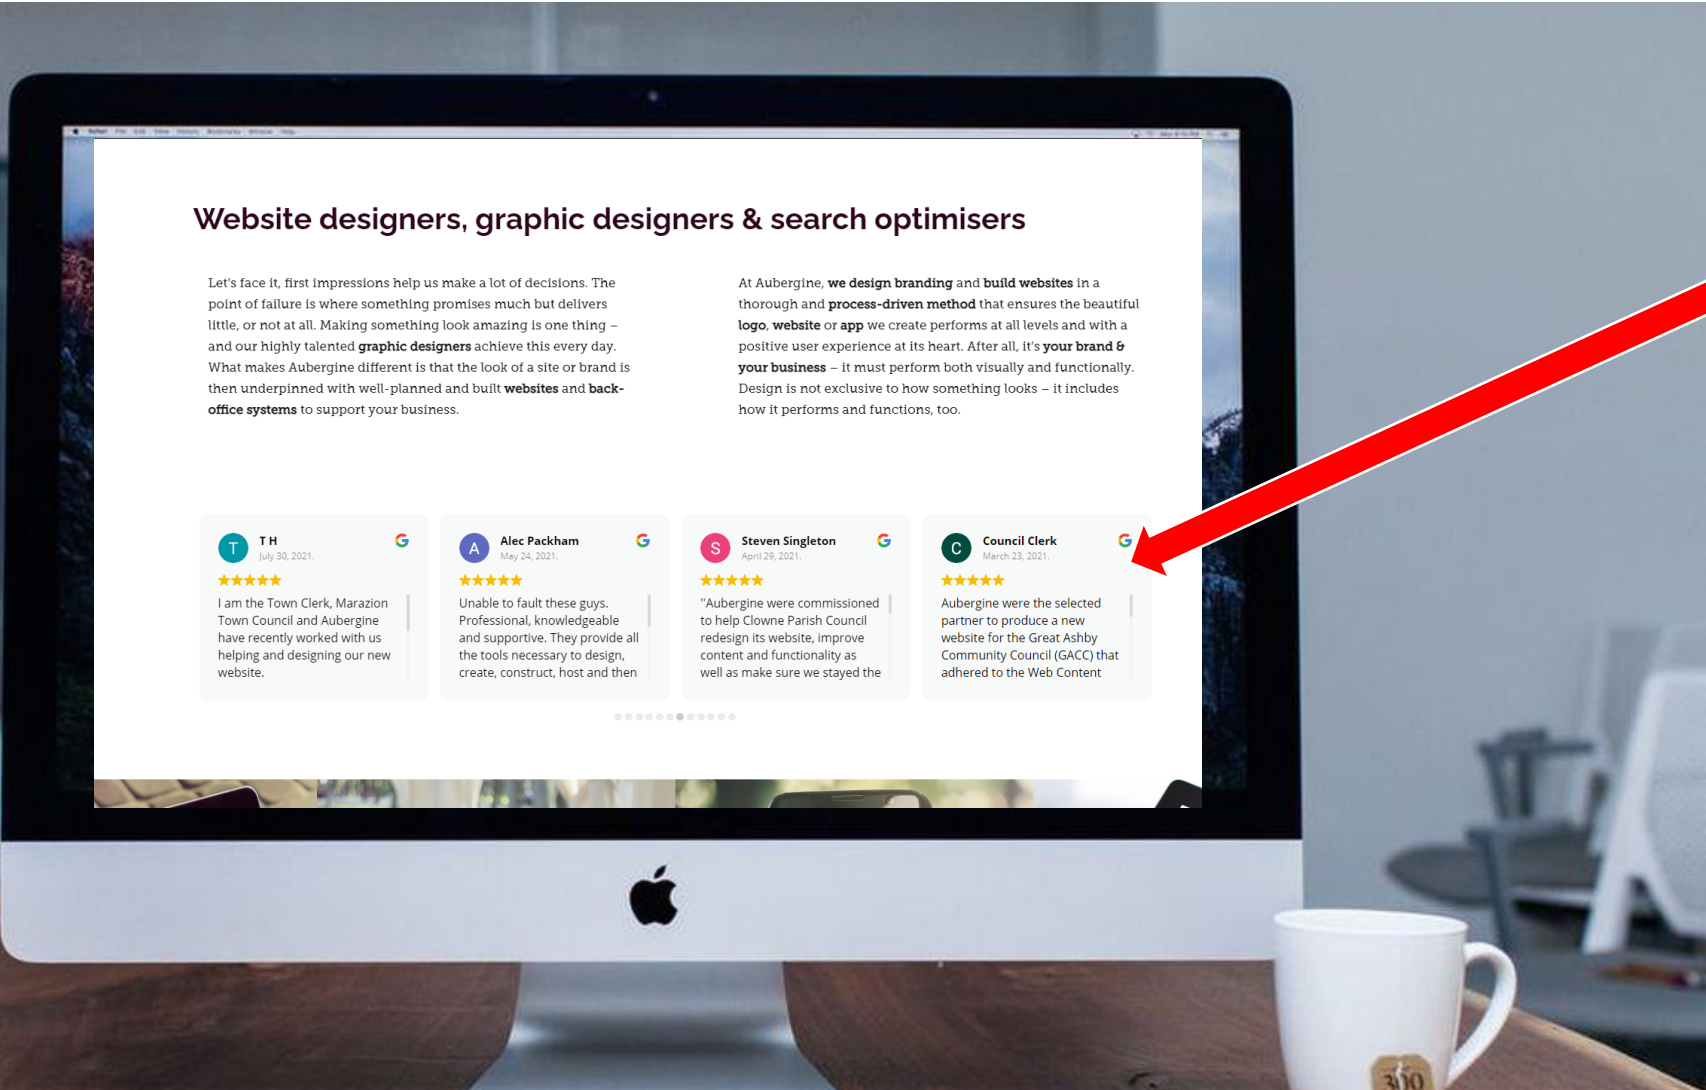 Website designers, graphic designers & search optimisers
Let's face it, first impressions help us make a lot of decisions. The
point of failure is where something promises much but delivers
little, or not at all. Making something look amazing is one thing –
and our highly talented graphic designers achieve this every day.
What makes Aubergine different is that the look of a site or brand is
then underpinned with well-planned and built websites and back-
office systems to support your business.
At Aubergine, we design branding and build websites in a
thorough and process-driven method that ensures the beautiful
logo, website or app we create performs at all levels and with a
positive user experience at its heart. After all, it's your brand &
your business – it must perform both visually and functionally.
Design is not exclusive to how something looks – it includes
how it performs and functions, too.
T
T H
July 30, 2021.
I am the Town Clerk, Marazion
Town Council and Aubergine
have recently worked with us
helping and designing our new
website.
A
Alec Packham
May 24, 2021.
Unable to fault these guys.
Professional, knowledgeable
and supportive. They provide all
the tools necessary to design,
create, construct, host and then
S
Steven Singleton
April 29, 2021.
"Aubergine were commissioned
to help Clowne Parish Council
redesign its website, improve
content and functionality as
well as make sure we stayed the
C
Council Clerk
March 23, 2021.
Aubergine were the selected
partner to produce a new
website for the Great Ashby
Community Council (GACC) that
adhered to the Web Content